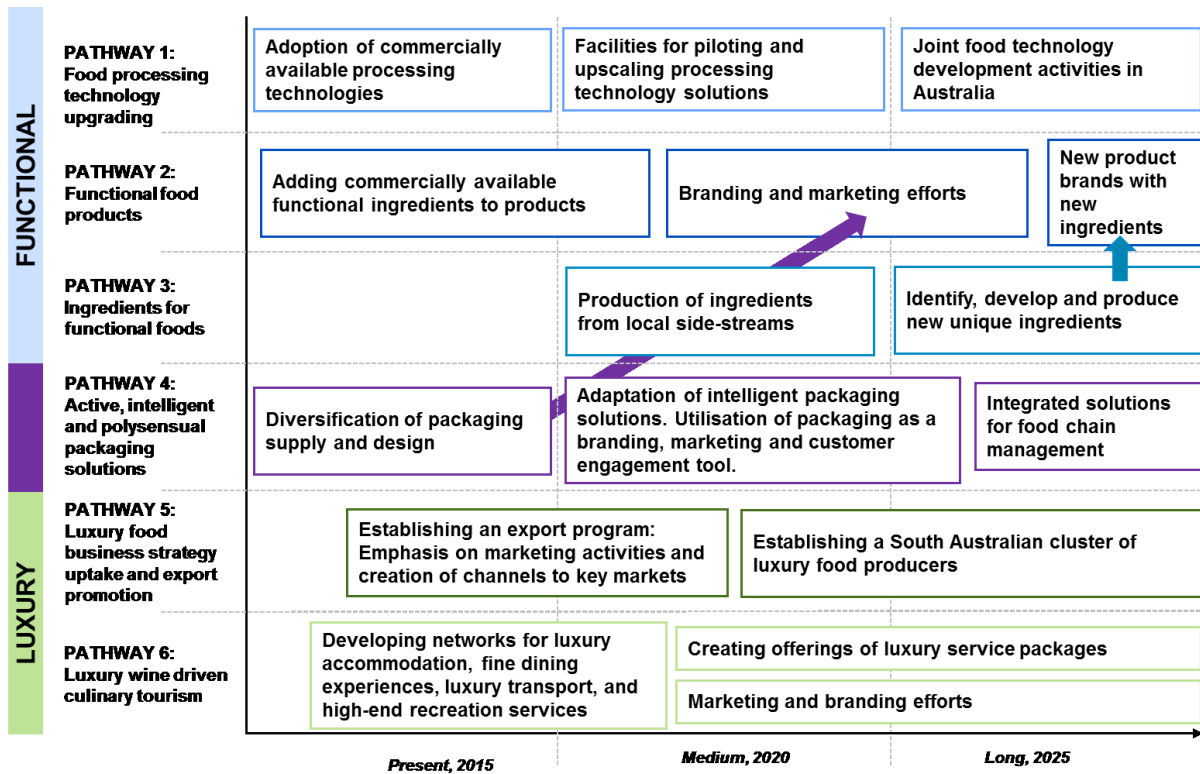 FUNCTIONAL
PATHWAY 1:
Food processing
technology
upgrading
Adoption of commercially
available processing
technologies
Facilities for piloting and
upscaling processing
technology solutions
Joint food technology
development activities in
Australia
PATHWAY 2:
Functional food
products
Adding commercially available
functional ingredients to products
Branding and marketing efforts
New product
brands with
new
ingredients
PATHWAY 3:
Ingredients for
functional foods
Production of ingredients
from local side-streams
Identify, develop and produce
new unique ingredients
PATHWAY 4:
Active, intelligent
and polysensual
packaging
solutions
Diversification of packaging
supply and design
Adaptation of intelligent packaging
solutions. Utilisation of packaging as a
branding, marketing and customer
engagement tool.
Integrated solutions
for food chain
management
LUXURY
PATHWAY 5:
Luxury food
business strategy
uptake and export
promotion
Establishing an export program:
Emphasis on marketing activities and
creation of channels to key markets
Establishing a South Australian cluster of
luxury food producers
PATHWAY 6:
Luxury wine driven
culinary tourism
Developing networks for luxury
accommodation, fine dining
experiences, luxury transport, and
high-end recreation services
Creating offerings of luxury service packages
Marketing and branding efforts
Present, 2015
Medium, 2020
Long, 2025